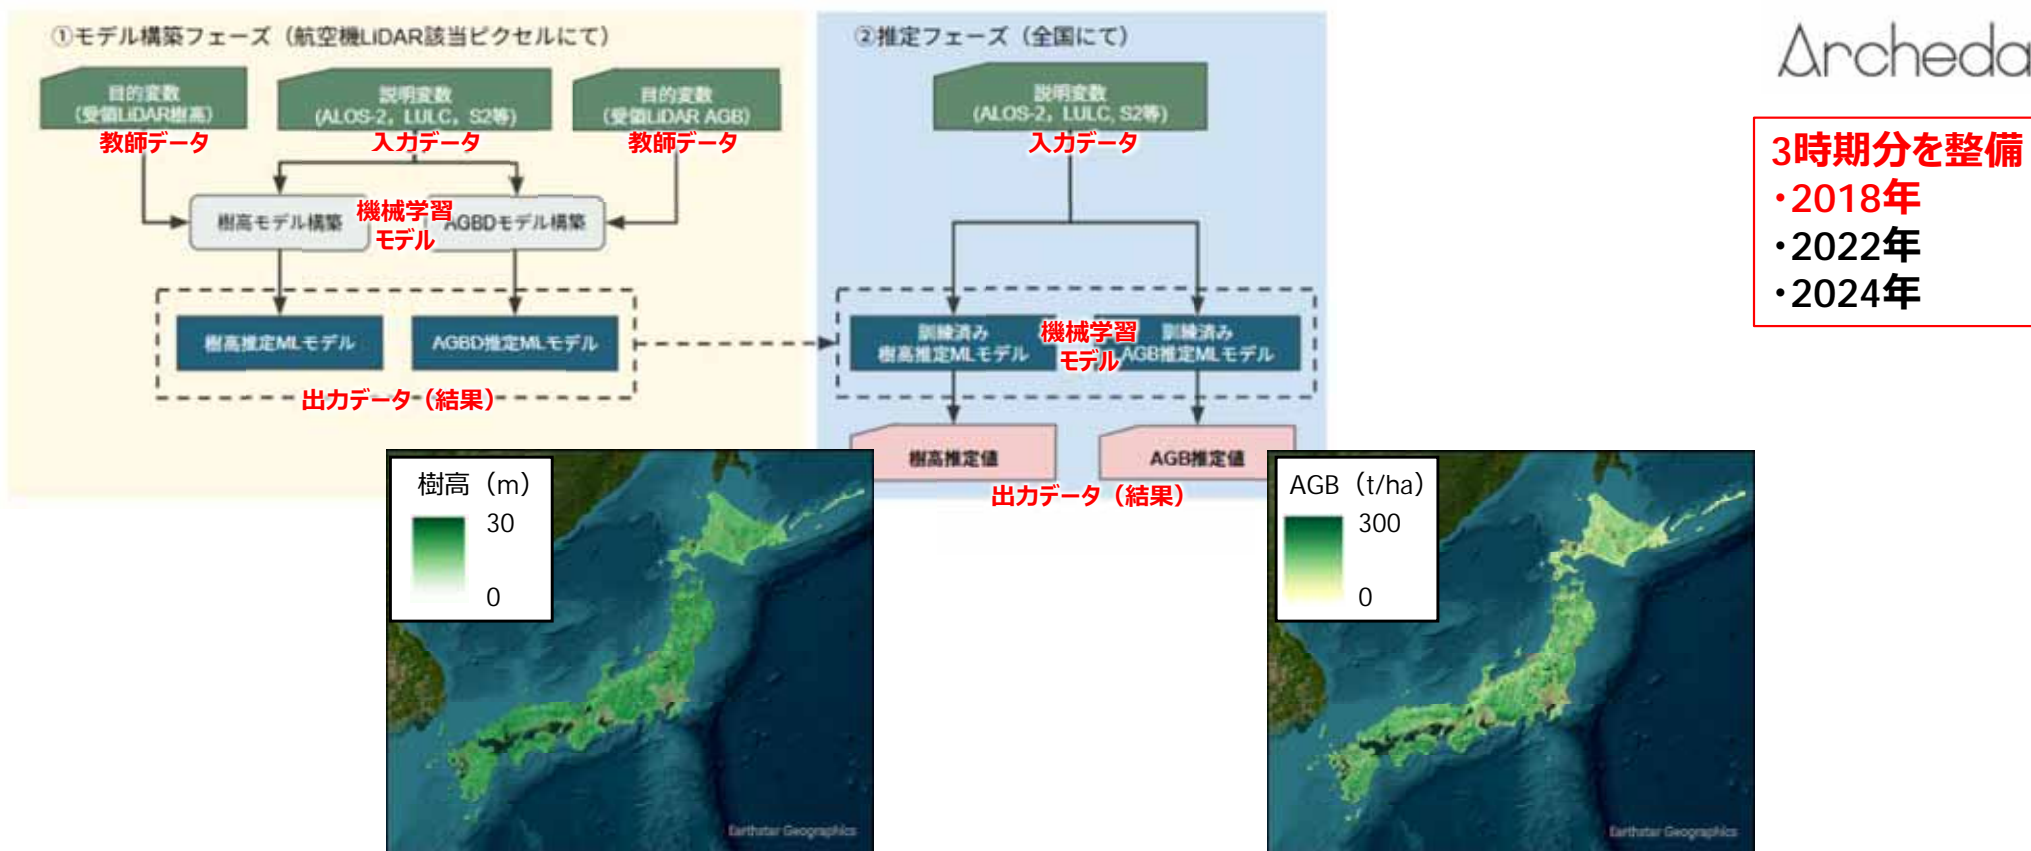 ①モデル構築フェーズ（航空機LiDAR該当ピクセルにて）
目的変数
(受領LiDAR樹高)
教師データ
説明変数
(ALOS-2，LULC，S2等)
入力データ
目的変数
(受領LiDAR AGB)
教師データ
樹高モデル構築
機械学習
モデル
AGBDモデル構築
樹高推定MLモデル
AGBD推定MLモデル
出力データ（結果）
②推定フェーズ（全国にて）
説明変数
(ALOS-2，LULC, S2等)
入力データ
訓練済み
樹高推定MLモデル
機械学習
モデル
訓練済み
AGB推定MLモデル
樹高推定値
AGB推定値
出力データ（結果）
Archeda
3時期分を整備
・2018年
・2022年
・2024年
樹高（m）
30
0
Earthstar Geographics
AGB（t/ha）
300
0
Earthstar Geographics